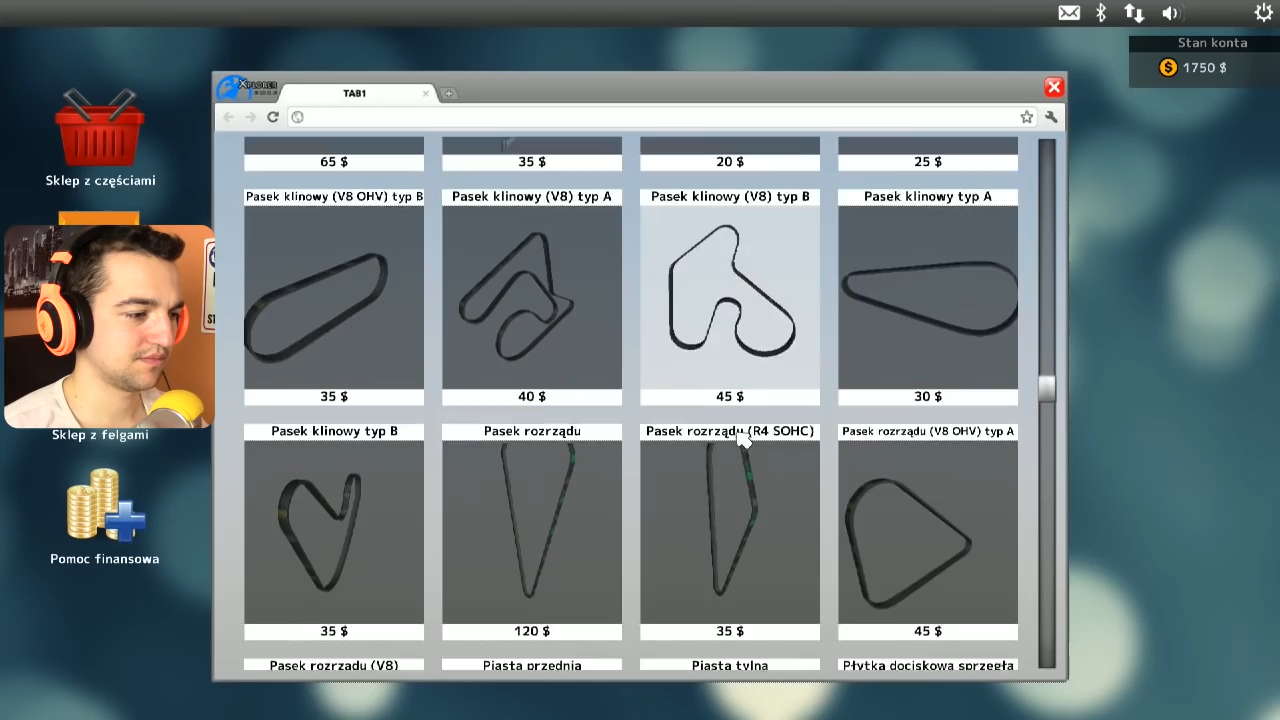 Stan konta
1750 $
XPLORER
TAB1
Sklep z częściami
65 $
35 $
20 $
25 $
Pasek klinowy (V8 OHV) typ B
Pasek klinowy (V8) typ A
Pasek klinowy (V8) typ B
Pasek klinowy typ A
35 $
40 $
45 $
30 $
Sklep z felgami
Pasek klinowy typ B
Pasek rozrządu
Pasek rozrządu (R4 SOHC)
Pasek rozrządu (V8 OHV) typ A
Pomoc finansowa
35 $
120 $
35 $
45 $
Pasek rozrządu (V8)
Piasta przednia
Piasta tylna
Płytka dociskowa sprzęgła